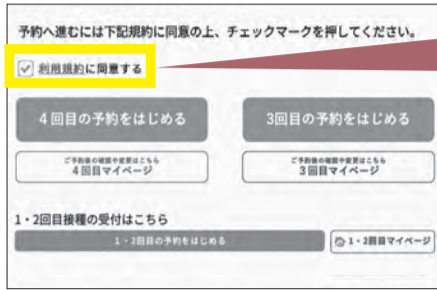 予約へ進むには下記規約に同意の上、チェックマークを押してください。
利用規約に同意する
4回目の予約をはじめる
3回目の予約をはじめる
ご予約後の確認や変更はこちら
4回目マイページ
ご予約後の確認や変更はこちら
3回目マイページ
1・2回目接種の受付はこちら
1・2回目の予約をはじめる
1・2回目マイページ